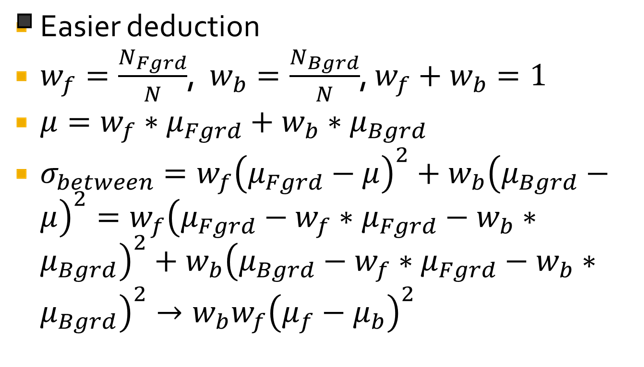 Easier deduction
w_f = N_Fgrd / N, w_b = N_Bgrd / N, w_f + w_b = 1
μ = w_f * μ_Fgrd + w_b * μ_Bgrd
σ_between = w_f(μ_Fgrd − μ)² + w_b(μ_Bgrd −
μ)² = w_f(μ_Fgrd − w_f * μ_Fgrd − w_b *
μ_Bgrd)² + w_b(μ_Bgrd − w_f * μ_Fgrd − w_b *
μ_Bgrd)² → w_b w_f(μ_f − μ_b)²